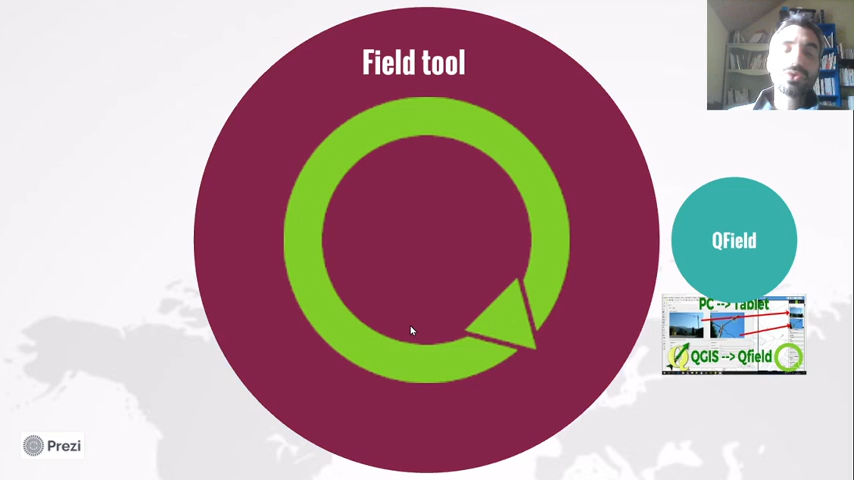 Field tool
QField
PC --> Tablet
QGIS --> Qfield
Prezi